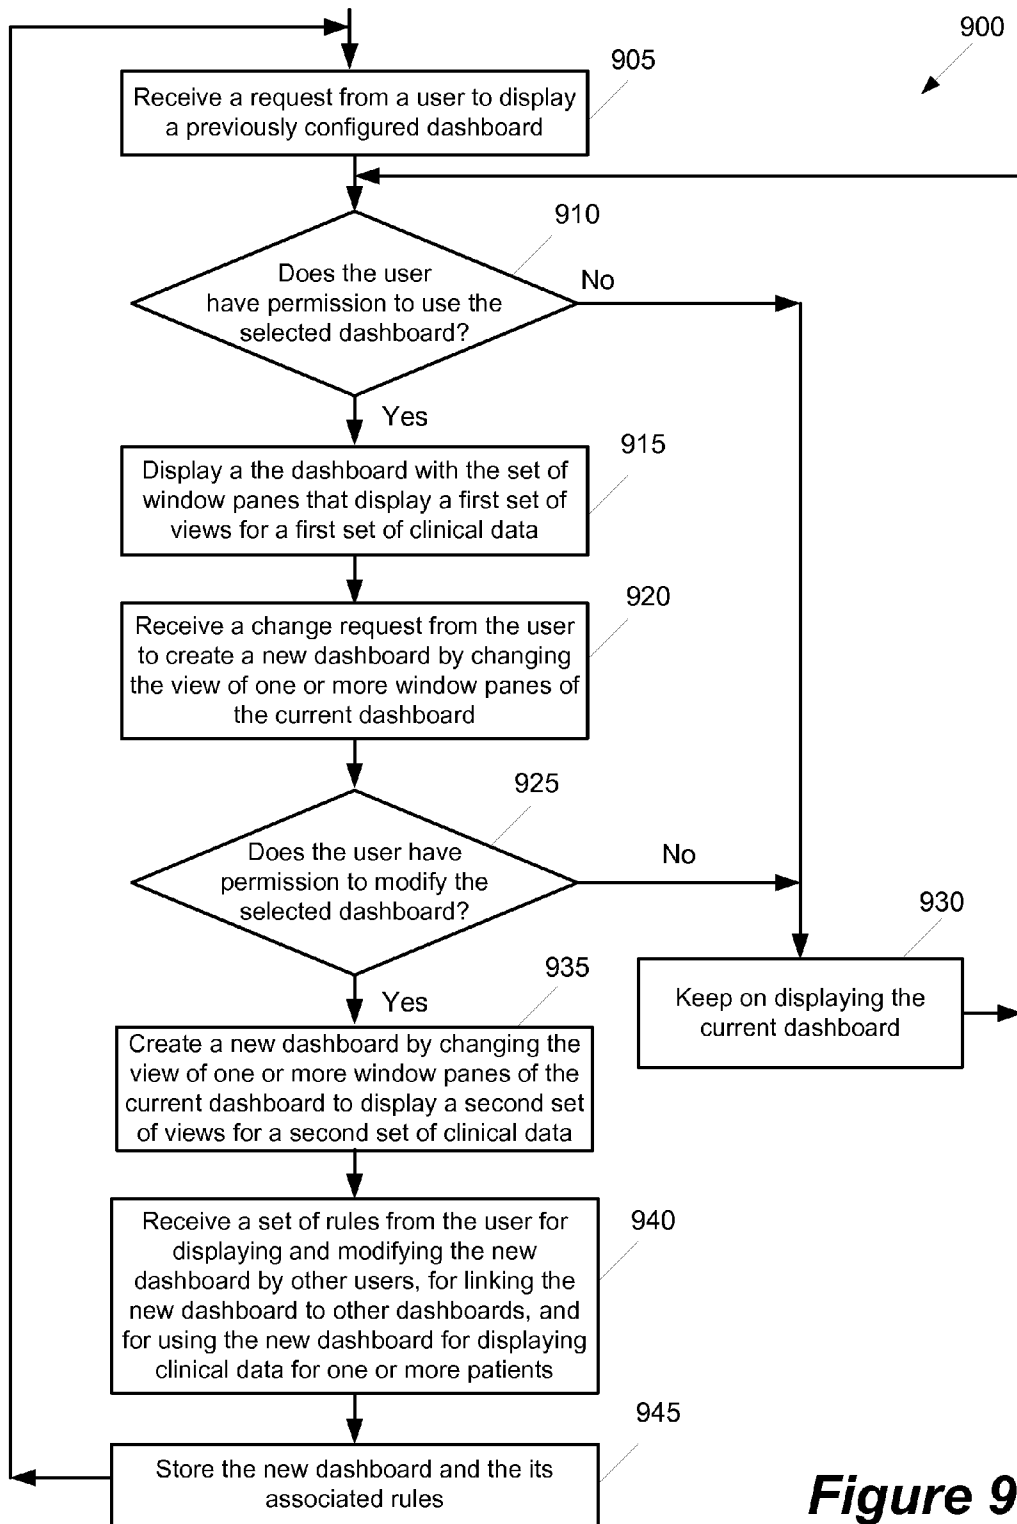 900
905
Receive a request from a user to display
a previously configured dashboard
910
Does the user
have permission to use the
selected dashboard?
No
Yes
915
Display a the dashboard with the set of
window panes that display a first set of
views for a first set of clinical data
920
Receive a change request from the user
to create a new dashboard by changing
the view of one or more window panes of
the current dashboard
925
Does the user have
permission to modify the
selected dashboard?
No
Yes
930
Keep on displaying the
current dashboard
935
Create a new dashboard by changing the
view of one or more window panes of the
current dashboard to display a second set
of views for a second set of clinical data
940
Receive a set of rules from the user for
displaying and modifying the new
dashboard by other users, for linking the
new dashboard to other dashboards, and
for using the new dashboard for displaying
clinical data for one or more patients
945
Store the new dashboard and the its
associated rules
Figure 9